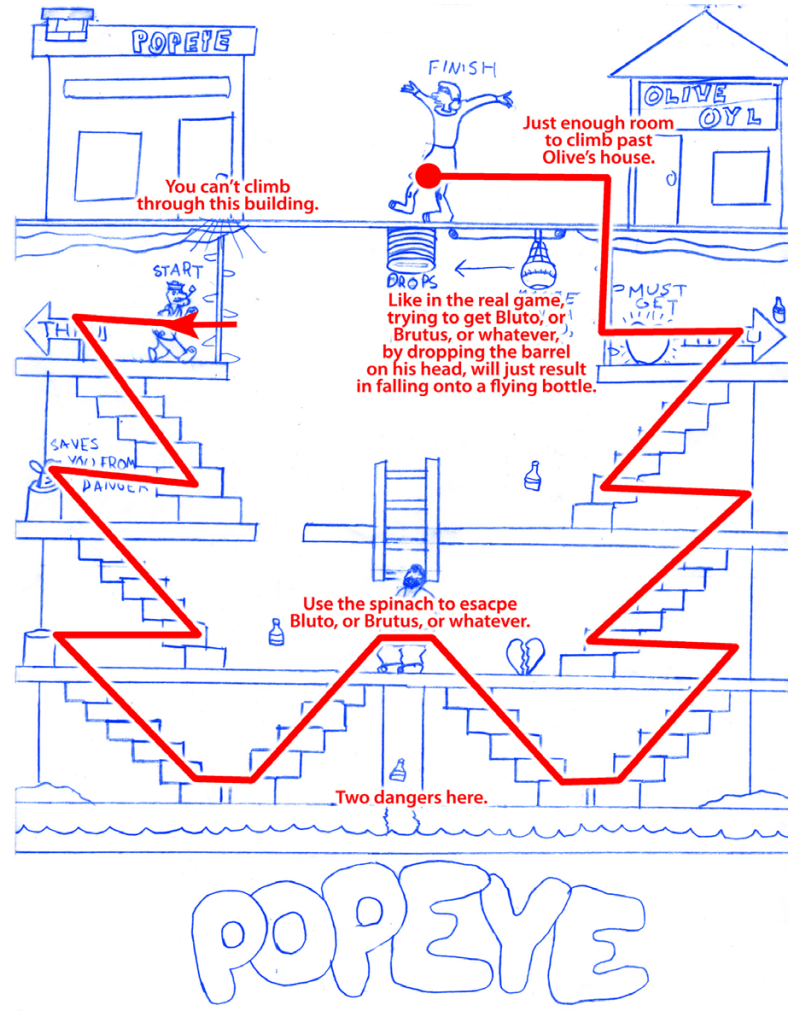 POPEYE
FINISH
OLIVE
OYL
Just enough room
to climb past
Olive's house.
You can't climb
through this building.
START
DROPS
MUST
GET
Like in the real game,
trying to get Bluto, or
Brutus, or whatever,
by dropping the barrel
on his head, will just result
in falling onto a flying bottle.
SAVES
YOU FROM
DANGER
Use the spinach to esacpe
Bluto, or Brutus, or whatever.
Two dangers here.
POPEYE